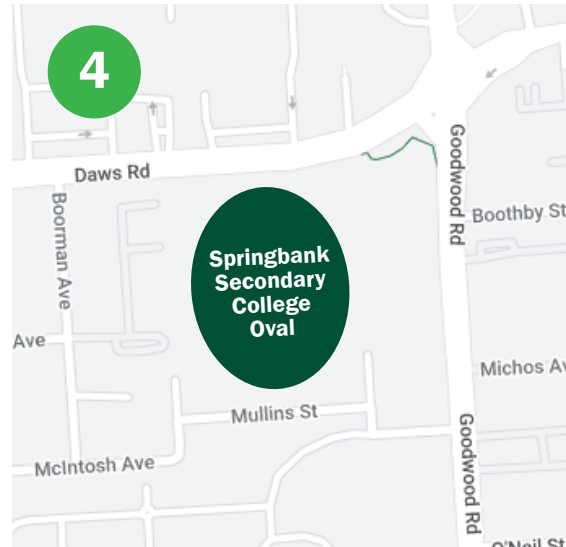 4
Daws Rd
Boorman Ave
Goodwood Rd
Boothby St
Springbank
Secondary
College
Oval
Ave
Michos Av
Mullins St
McIntosh Ave
Goodwood Rd
O'Neil St